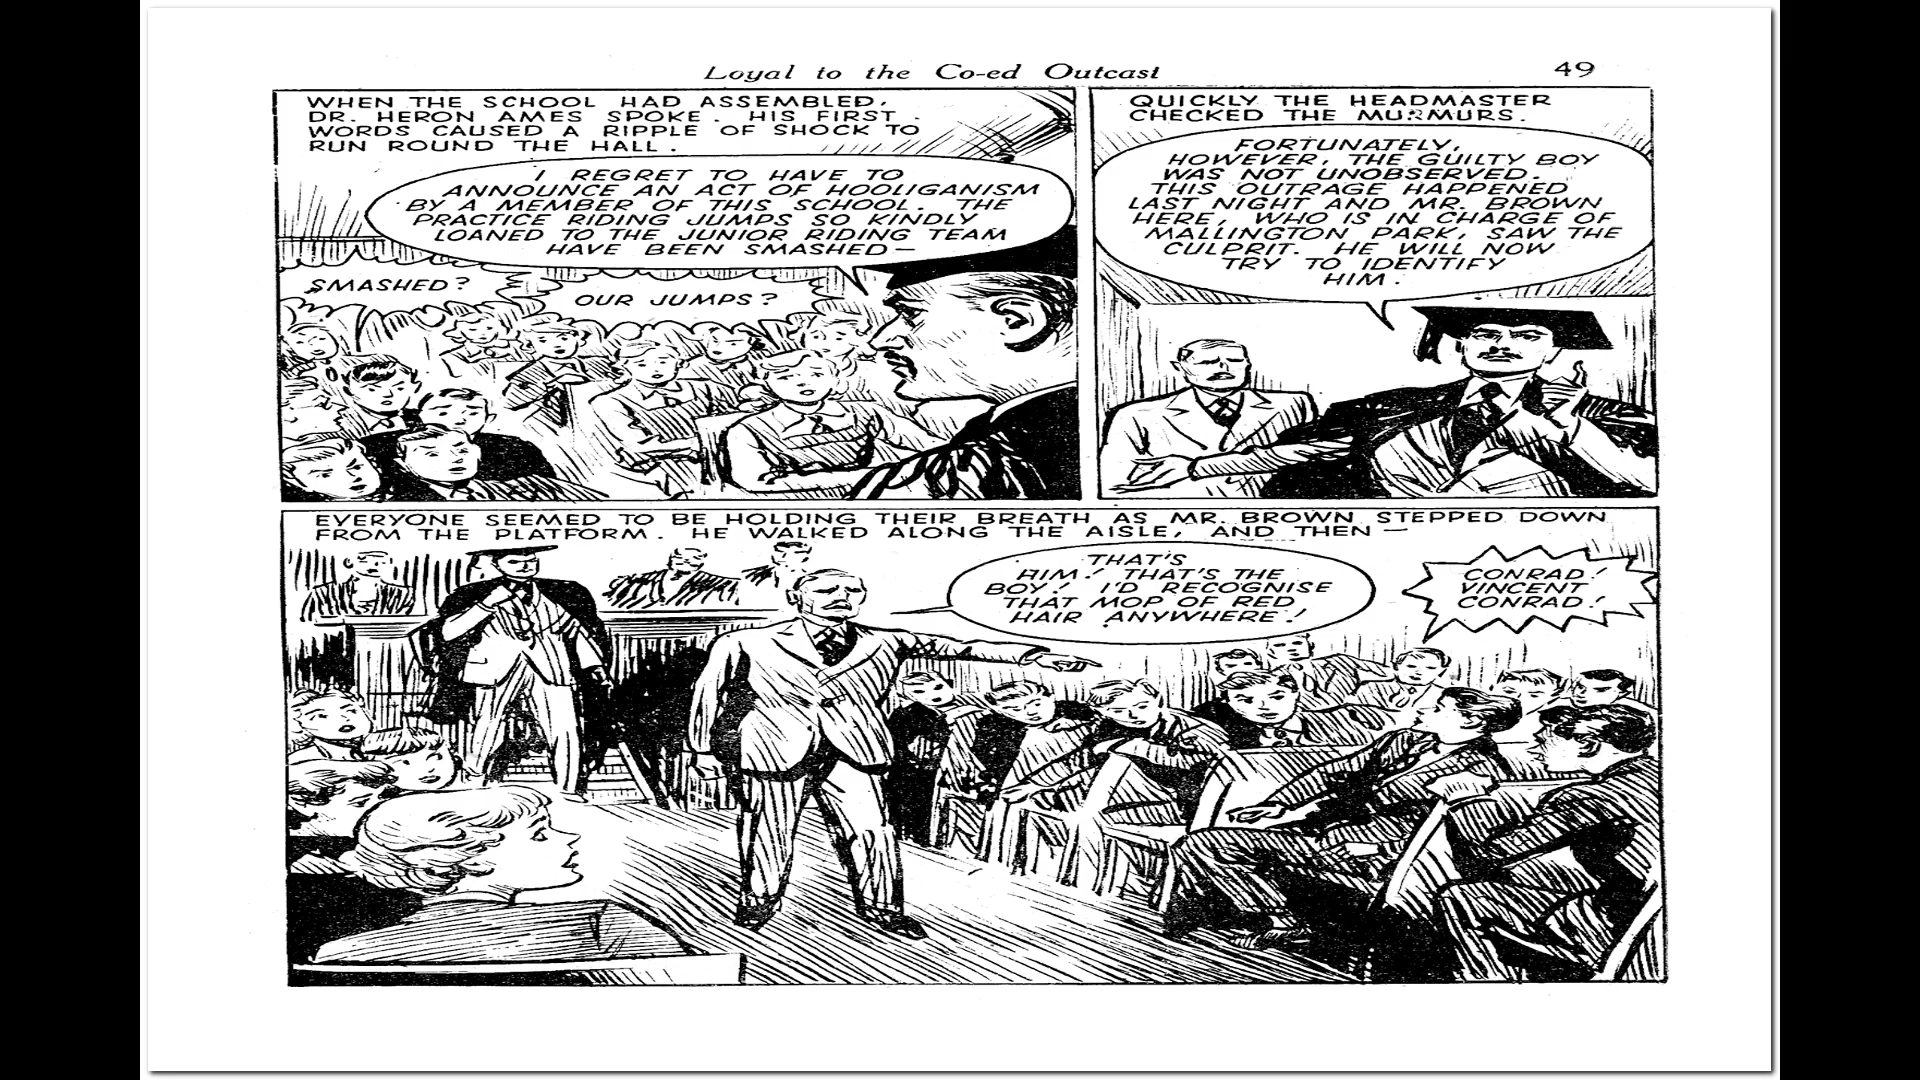 Loyal to the Co-ed Outcast
49
WHEN THE SCHOOL HAD ASSEMBLED,
DR. HERON AMES SPOKE. HIS FIRST
WORDS CAUSED A RIPPLE OF SHOCK TO
RUN ROUND THE HALL.
I REGRET TO HAVE TO
ANNOUNCE AN ACT OF HOOLIGANISM
BY A MEMBER OF THIS SCHOOL. THE
PRACTICE RIDING JUMPS SO KINDLY
LOANED TO THE JUNIOR RIDING TEAM
HAVE BEEN SMASHED—
SMASHED?
OUR JUMPS?
QUICKLY THE HEADMASTER
CHECKED THE MURMURS.
FORTUNATELY,
HOWEVER, THE GUILTY BOY
WAS NOT UNOBSERVED.
THIS OUTRAGE HAPPENED
LAST NIGHT AND MR. BROWN
HERE, WHO IS IN CHARGE OF
MALLINGTON PARK, SAW THE
CULPRIT. HE WILL NOW
TRY TO IDENTIFY
HIM.
EVERYONE SEEMED TO BE HOLDING THEIR BREATH AS MR. BROWN STEPPED DOWN
FROM THE PLATFORM. HE WALKED ALONG THE AISLE, AND THEN—
THAT'S
HIM! THAT'S THE
BOY! I'D RECOGNISE
THAT MOP OF RED
HAIR ANYWHERE!
CONRAD!
VINCENT
CONRAD!